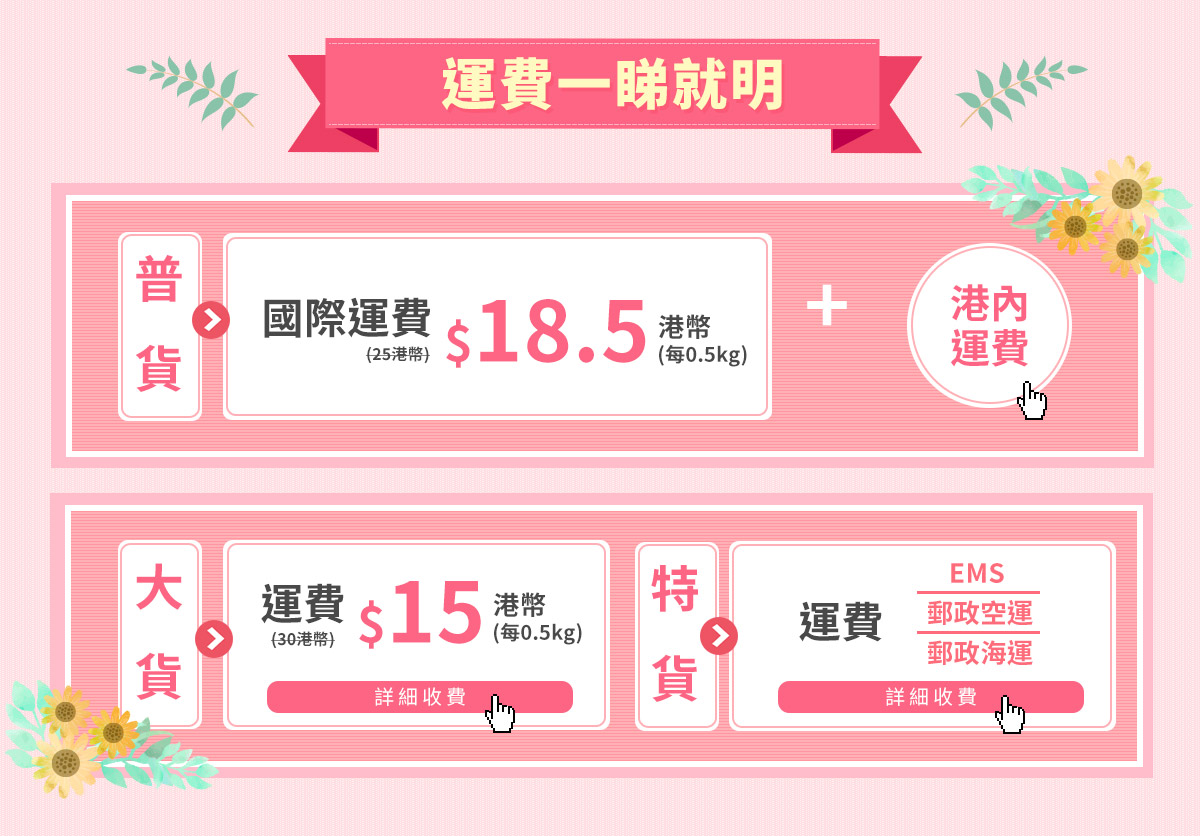 運費一睇就明
普貨
國際運費
(25港幣)
$18.5
港幣
(每0.5kg)
+
港內
運費
大貨
運費
(30港幣)
$15
港幣
(每0.5kg)
詳細收費
特貨
運費
EMS
郵政空運
郵政海運
詳細收費